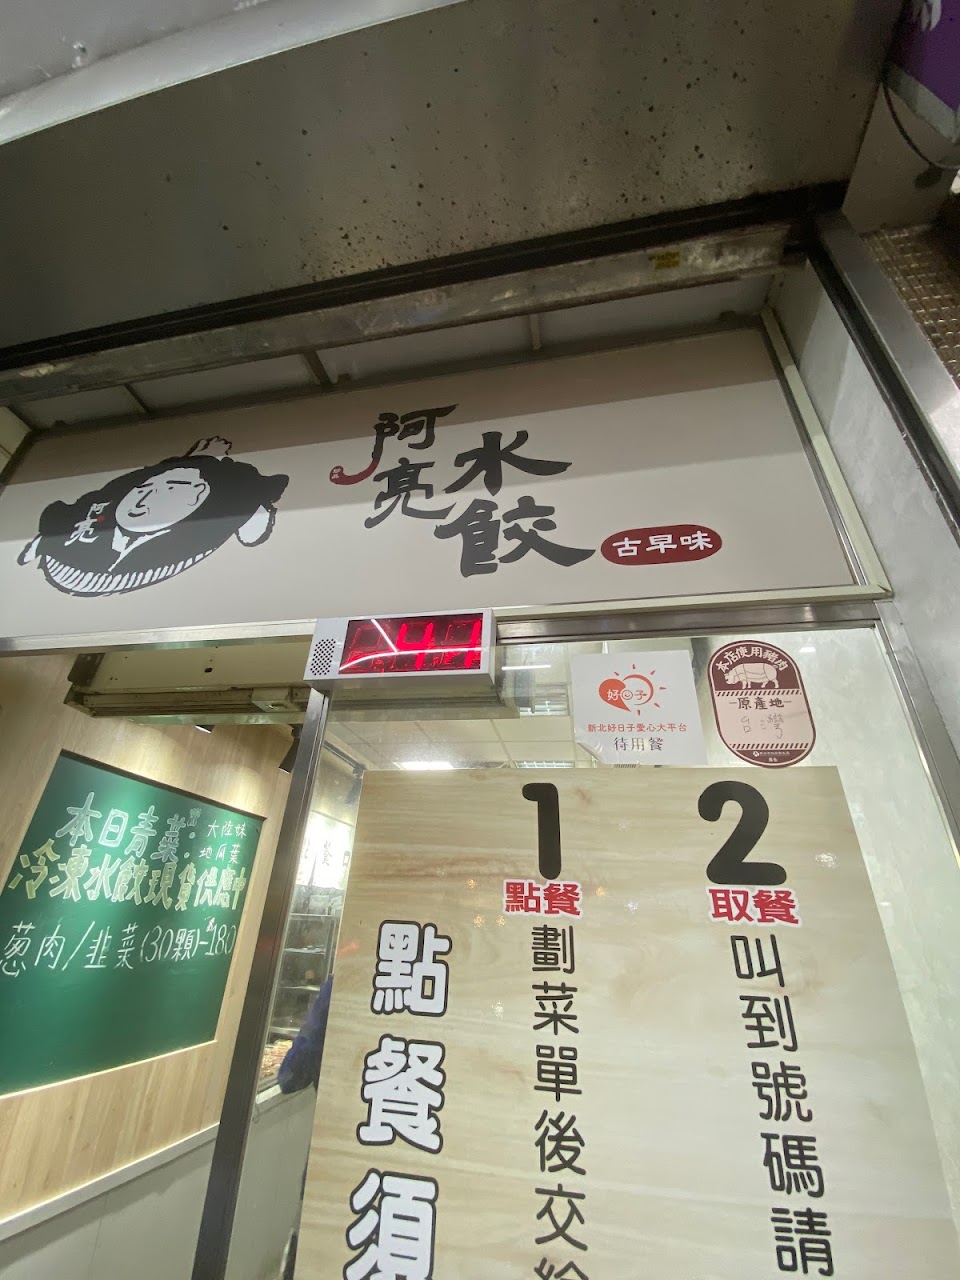 阿亮
阿亮
水餃
古早味
41
好日子
新北好日子愛心大平台
待用餐
本店使用豬肉
原產地
台灣
本日青菜：大陸妹
地瓜葉
冷凍水餃現貨供應中
葱肉/韭菜(30顆)-180
點餐須
1
點餐
劃菜單後交給
2
取餐
叫到號碼請